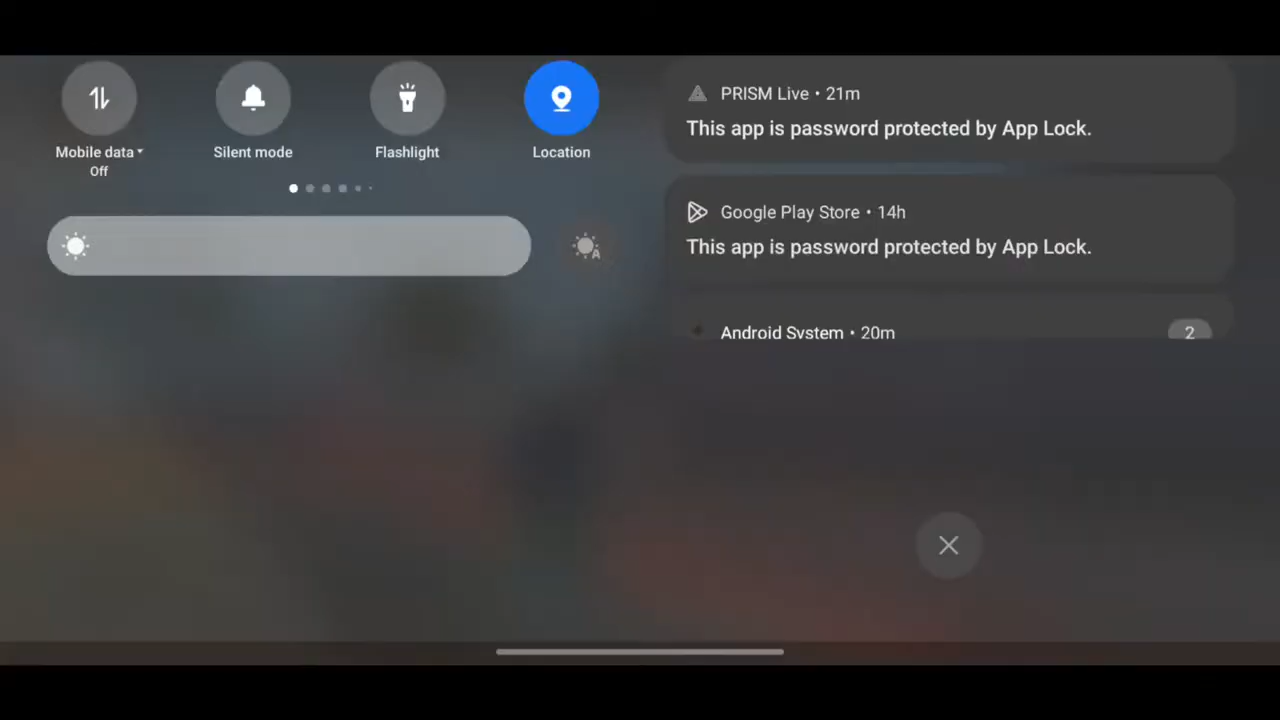 Mobile data
Off
Silent mode
Flashlight
Location
A
PRISM Live • 21m
This app is password protected by App Lock.
Google Play Store • 14h
This app is password protected by App Lock.
Android System • 20m
2